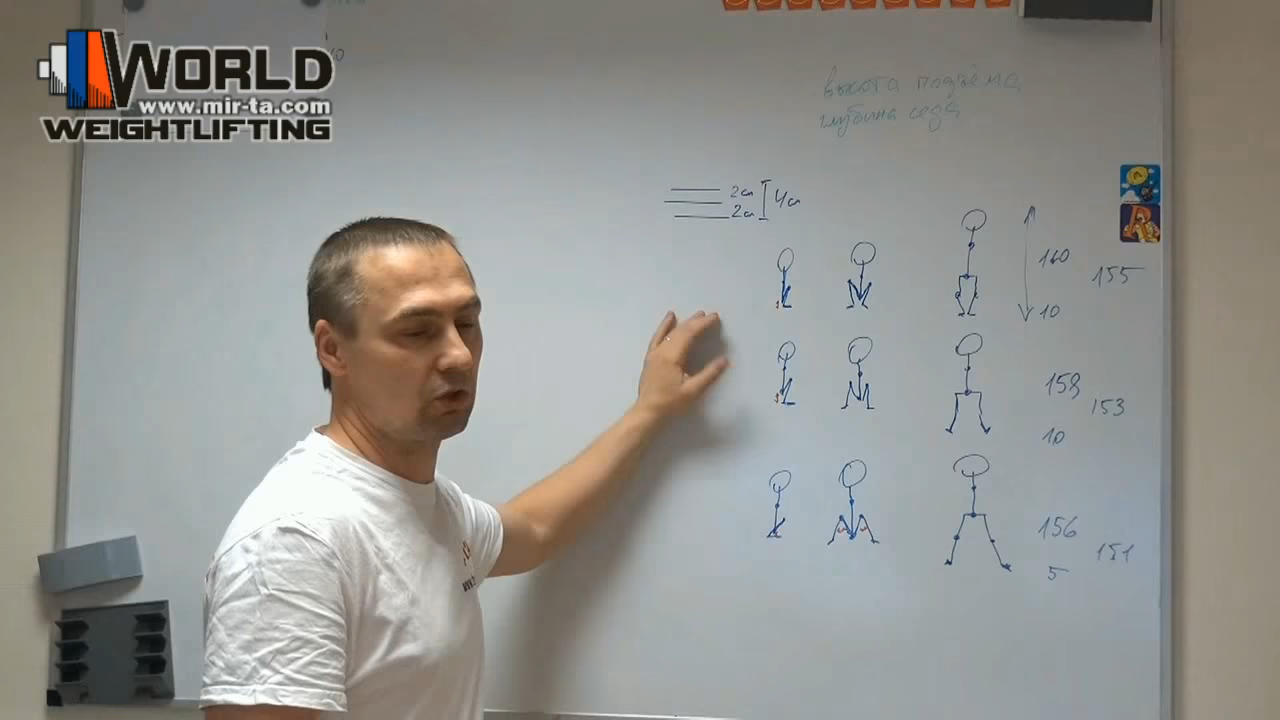 WORLD
www.mir-ta.com
WEIGHTLIFTING
высота подъёма
глубина седа
2см
4см
2см
160
155
10
158
153
10
156
151
5